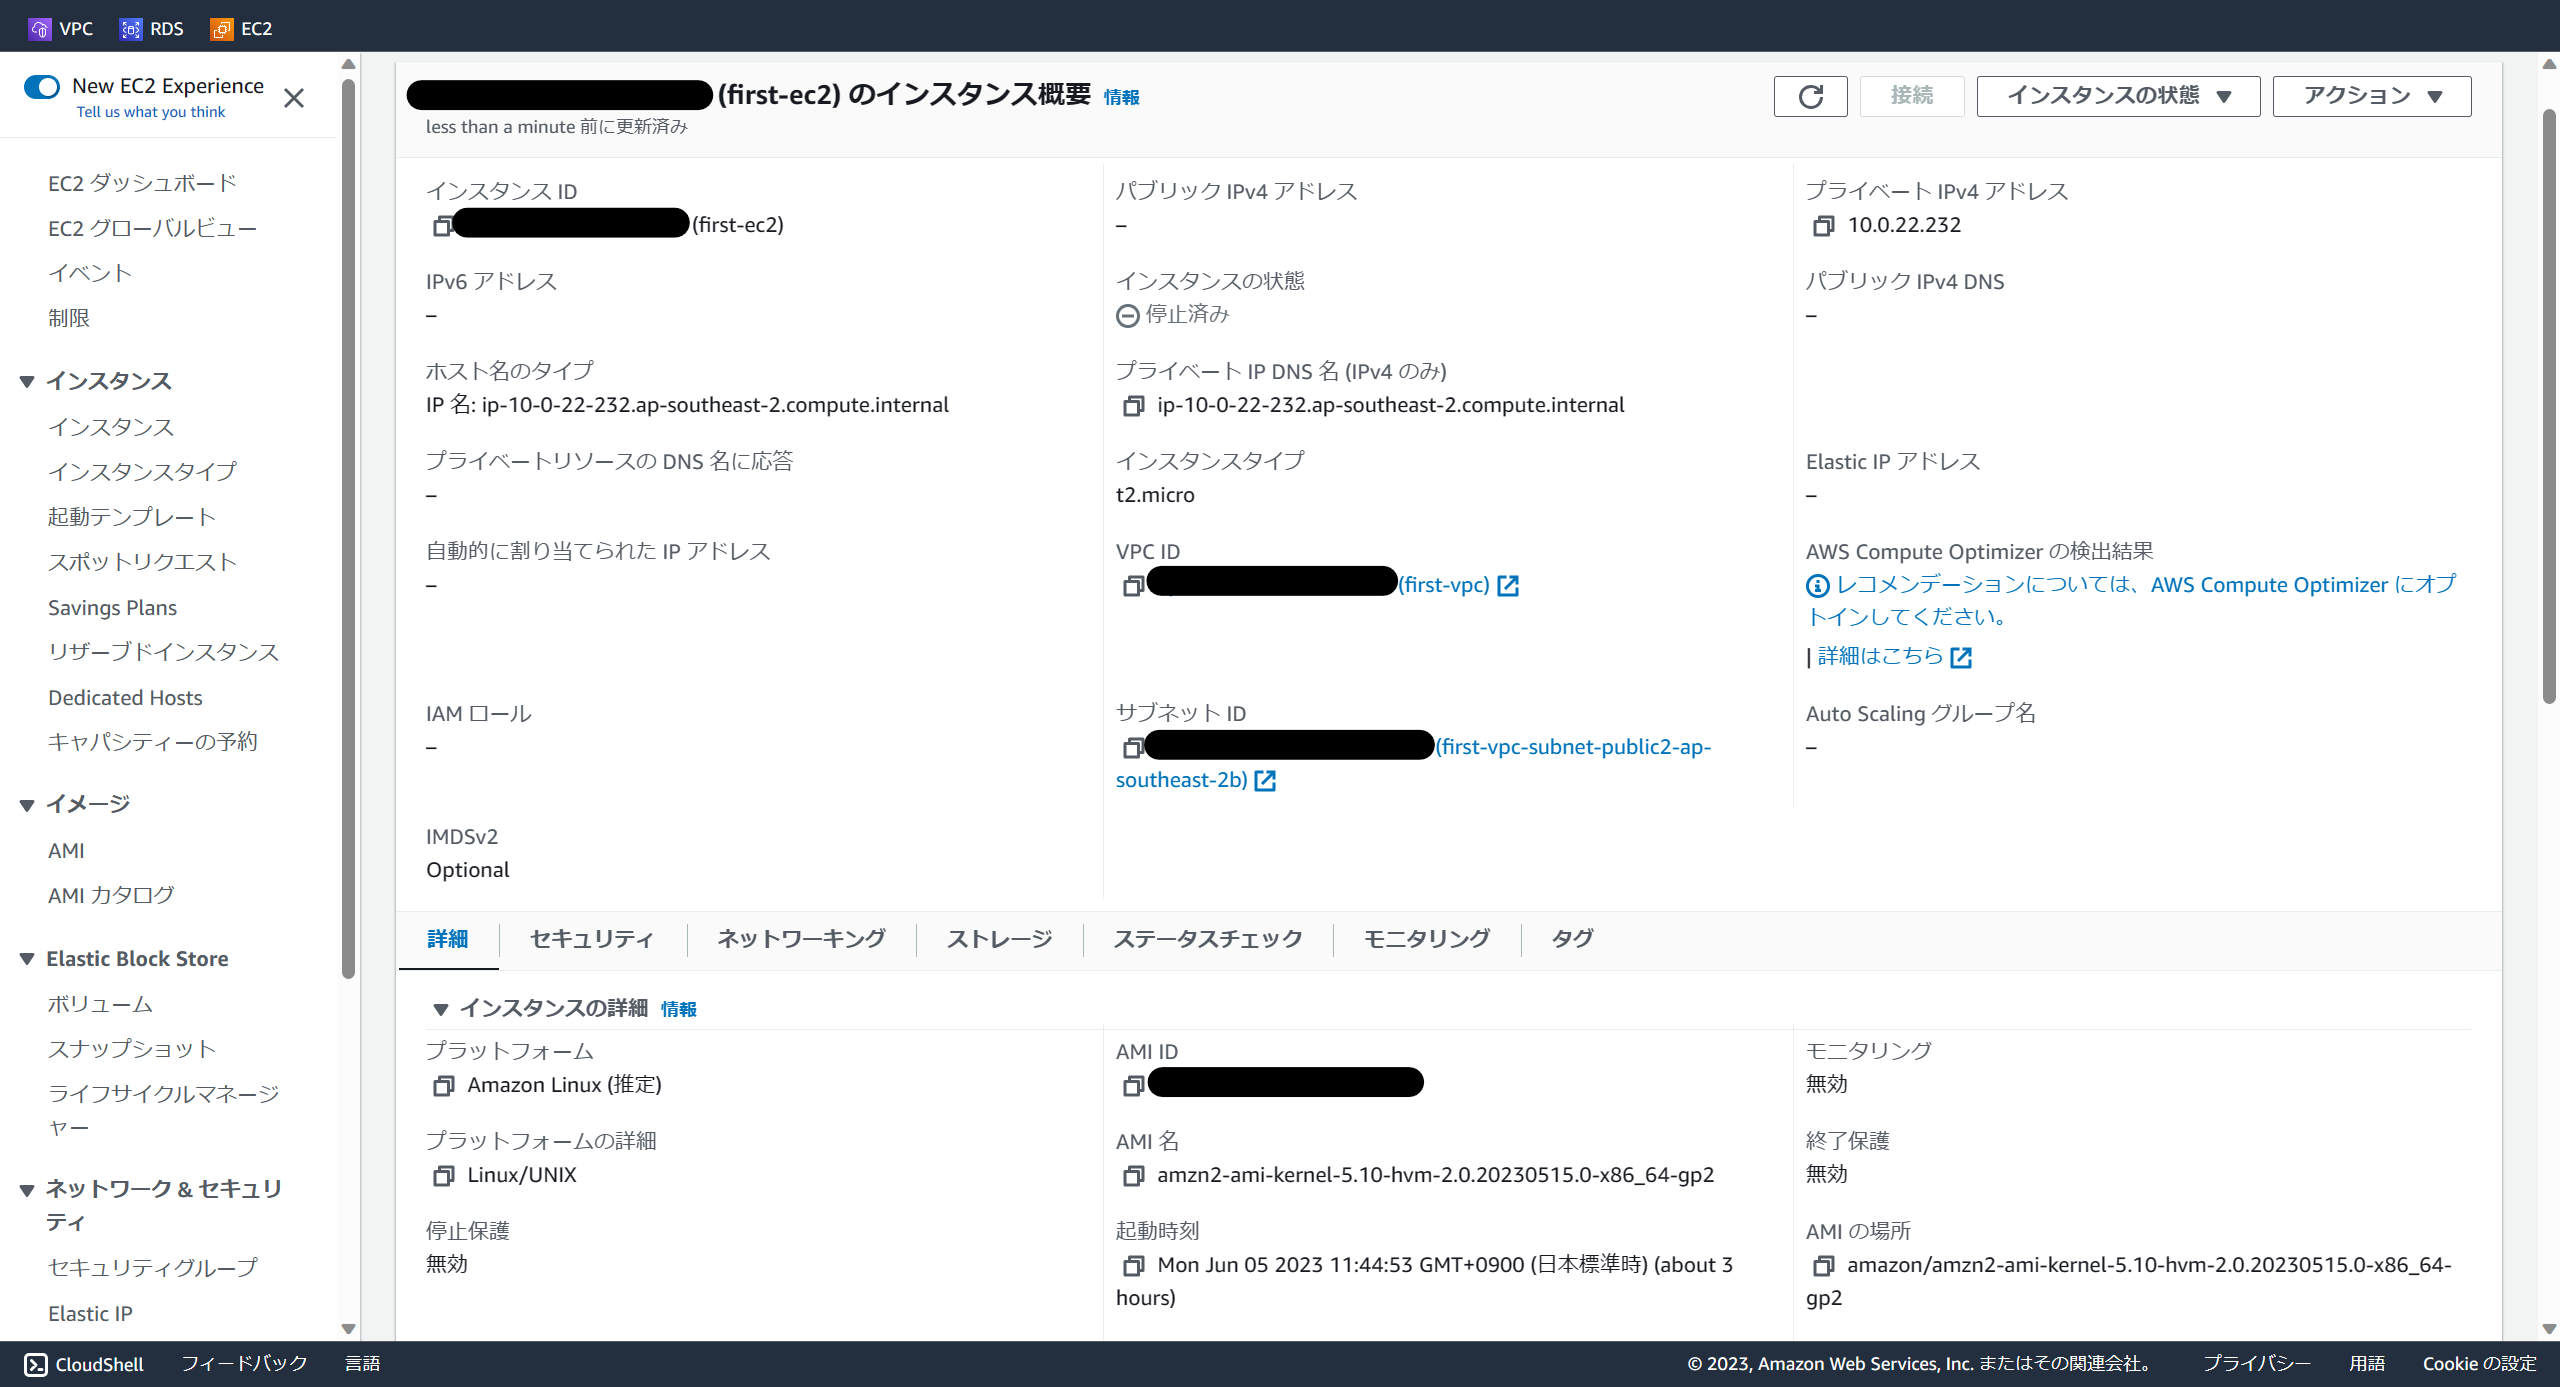 VPC
RDS
EC2
New EC2 Experience
Tell us what you think
EC2 ダッシュボード
EC2 グローバルビュー
イベント
制限
インスタンス
インスタンス
インスタンスタイプ
起動テンプレート
スポットリクエスト
Savings Plans
リザーブドインスタンス
Dedicated Hosts
キャパシティーの予約
イメージ
AMI
AMI カタログ
Elastic Block Store
ボリューム
スナップショット
ライフサイクルマネージ
ャー
ネットワーク & セキュリ
ティ
セキュリティグループ
Elastic IP
(first-ec2) のインスタンス概要 情報
less than a minute 前に更新済み
接続
インスタンスの状態
アクション
インスタンス ID
(first-ec2)
パブリック IPv4 アドレス
–
プライベート IPv4 アドレス
10.0.22.232
IPv6 アドレス
–
インスタンスの状態
停止済み
パブリック IPv4 DNS
–
ホスト名のタイプ
IP 名: ip-10-0-22-232.ap-southeast-2.compute.internal
プライベート IP DNS 名 (IPv4 のみ)
ip-10-0-22-232.ap-southeast-2.compute.internal
プライベートリソースの DNS 名に応答
–
インスタンスタイプ
t2.micro
Elastic IP アドレス
–
自動的に割り当てられた IP アドレス
–
VPC ID
(first-vpc)
AWS Compute Optimizer の検出結果
レコメンデーションについては、AWS Compute Optimizer にオプ
トインしてください。
| 詳細はこちら
IAM ロール
–
サブネット ID
(first-vpc-subnet-public2-ap-
southeast-2b)
Auto Scaling グループ名
–
IMDSv2
Optional
詳細
セキュリティ
ネットワーキング
ストレージ
ステータスチェック
モニタリング
タグ
インスタンスの詳細 情報
プラットフォーム
Amazon Linux (推定)
AMI ID
モニタリング
無効
プラットフォームの詳細
Linux/UNIX
AMI 名
amzn2-ami-kernel-5.10-hvm-2.0.20230515.0-x86_64-gp2
終了保護
無効
停止保護
無効
起動時刻
Mon Jun 05 2023 11:44:53 GMT+0900 (日本標準時) (about 3
hours)
AMI の場所
amazon/amzn2-ami-kernel-5.10-hvm-2.0.20230515.0-x86_64-
gp2
CloudShell
フィードバック
言語
© 2023, Amazon Web Services, Inc. またはその関連会社。
プライバシー
用語
Cookie の設定